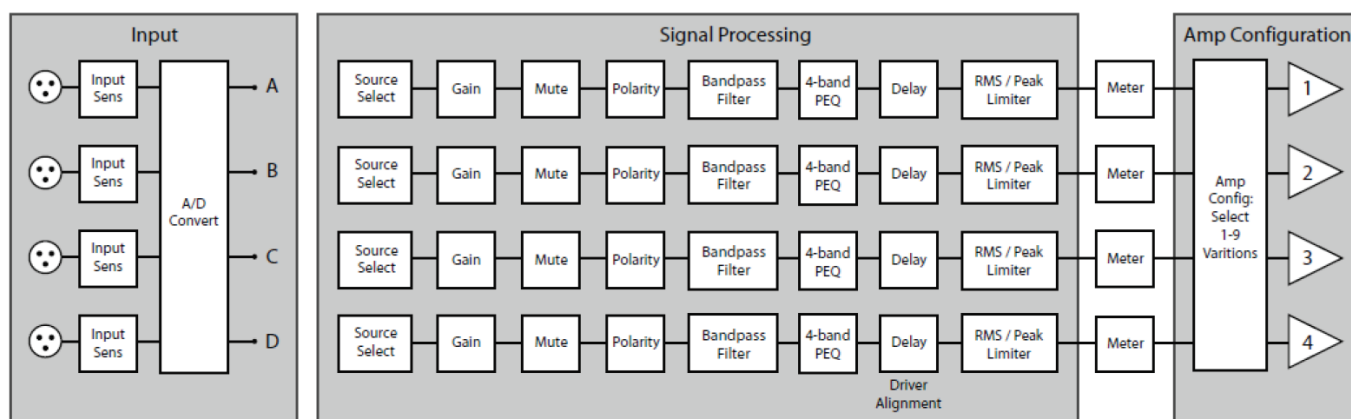 Input
Signal Processing
Amp Configuration
Input
Sens
A
Source
Select
Gain
Mute
Polarity
Bandpass
Filter
4-band
PEQ
Delay
RMS / Peak
Limiter
Meter
1
Input
Sens
B
Source
Select
Gain
Mute
Polarity
Bandpass
Filter
4-band
PEQ
Delay
RMS / Peak
Limiter
Meter
2
A/D
Convert
Amp
Config:
Select
1-9
Varitions
Input
Sens
C
Source
Select
Gain
Mute
Polarity
Bandpass
Filter
4-band
PEQ
Delay
RMS / Peak
Limiter
Meter
3
Input
Sens
D
Source
Select
Gain
Mute
Polarity
Bandpass
Filter
4-band
PEQ
Delay
RMS / Peak
Limiter
Meter
4
Driver
Alignment